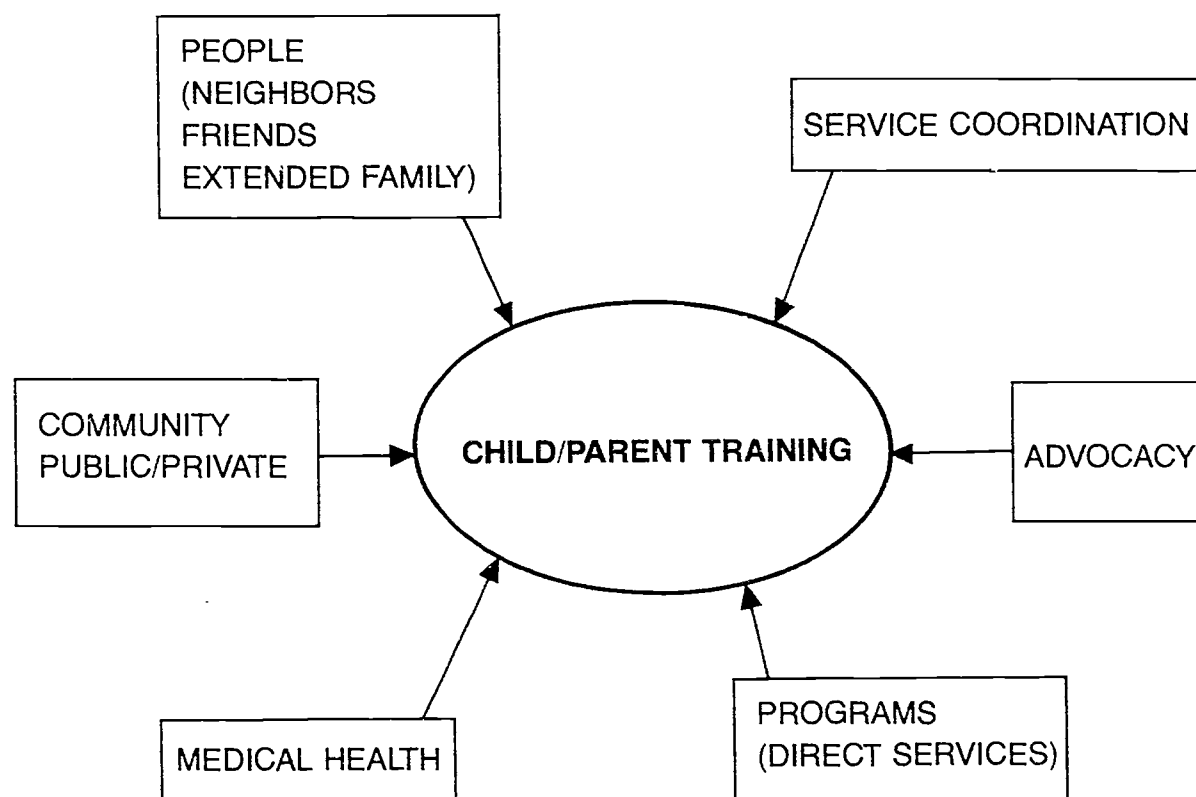 PEOPLE
(NEIGHBORS
FRIENDS
EXTENDED FAMILY)
SERVICE COORDINATION
COMMUNITY
PUBLIC/PRIVATE
CHILD/PARENT TRAINING
ADVOCACY
MEDICAL HEALTH
PROGRAMS
(DIRECT SERVICES)